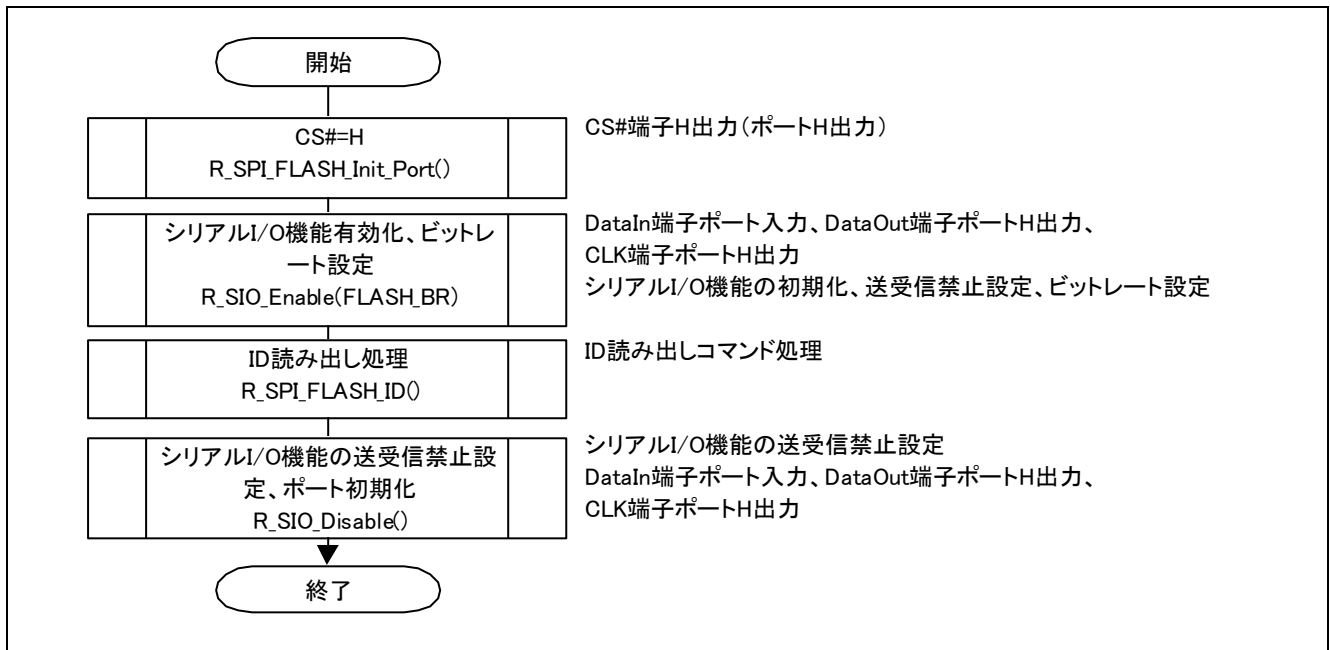 開始
CS#=H
R_SPI_FLASH_Init_Port()
CS#端子H出力(ポートH出力)
シリアルI/O機能有効化、ビットレ
ート設定
R_SIO_Enable(FLASH_BR)
DataIn端子ポート入力、DataOut端子ポートH出力、
CLK端子ポートH出力
シリアルI/O機能の初期化、送受信禁止設定、ビットレート設定
ID読み出し処理
R_SPI_FLASH_ID()
ID読み出しコマンド処理
シリアルI/O機能の送受信禁止設
定、ポート初期化
R_SIO_Disable()
シリアルI/O機能の送受信禁止設定
DataIn端子ポート入力、DataOut端子ポートH出力、
CLK端子ポートH出力
終了